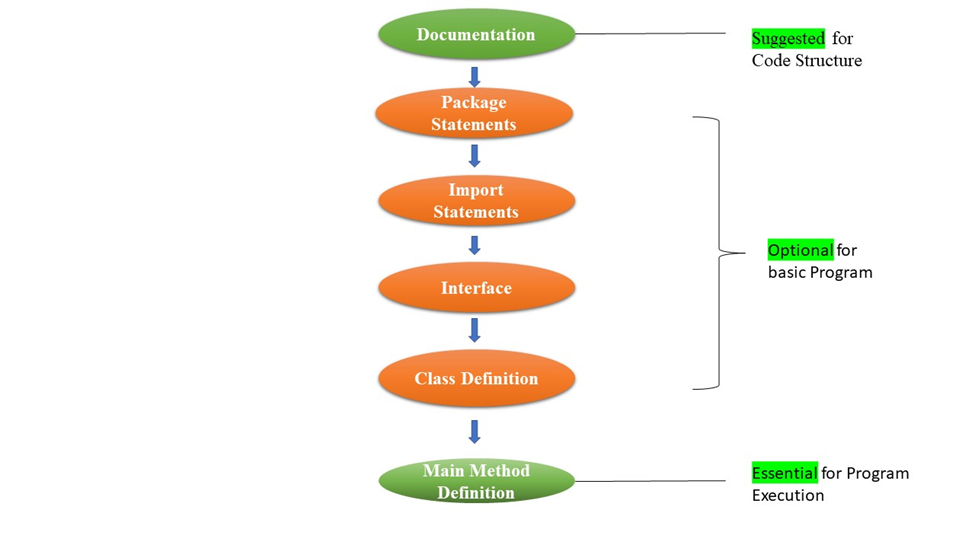 Documentation
Suggested for
Code Structure
Package
Statements
Import
Statements
Interface
Optional for
basic Program
Class Definition
Main Method
Definition
Essential for Program
Execution